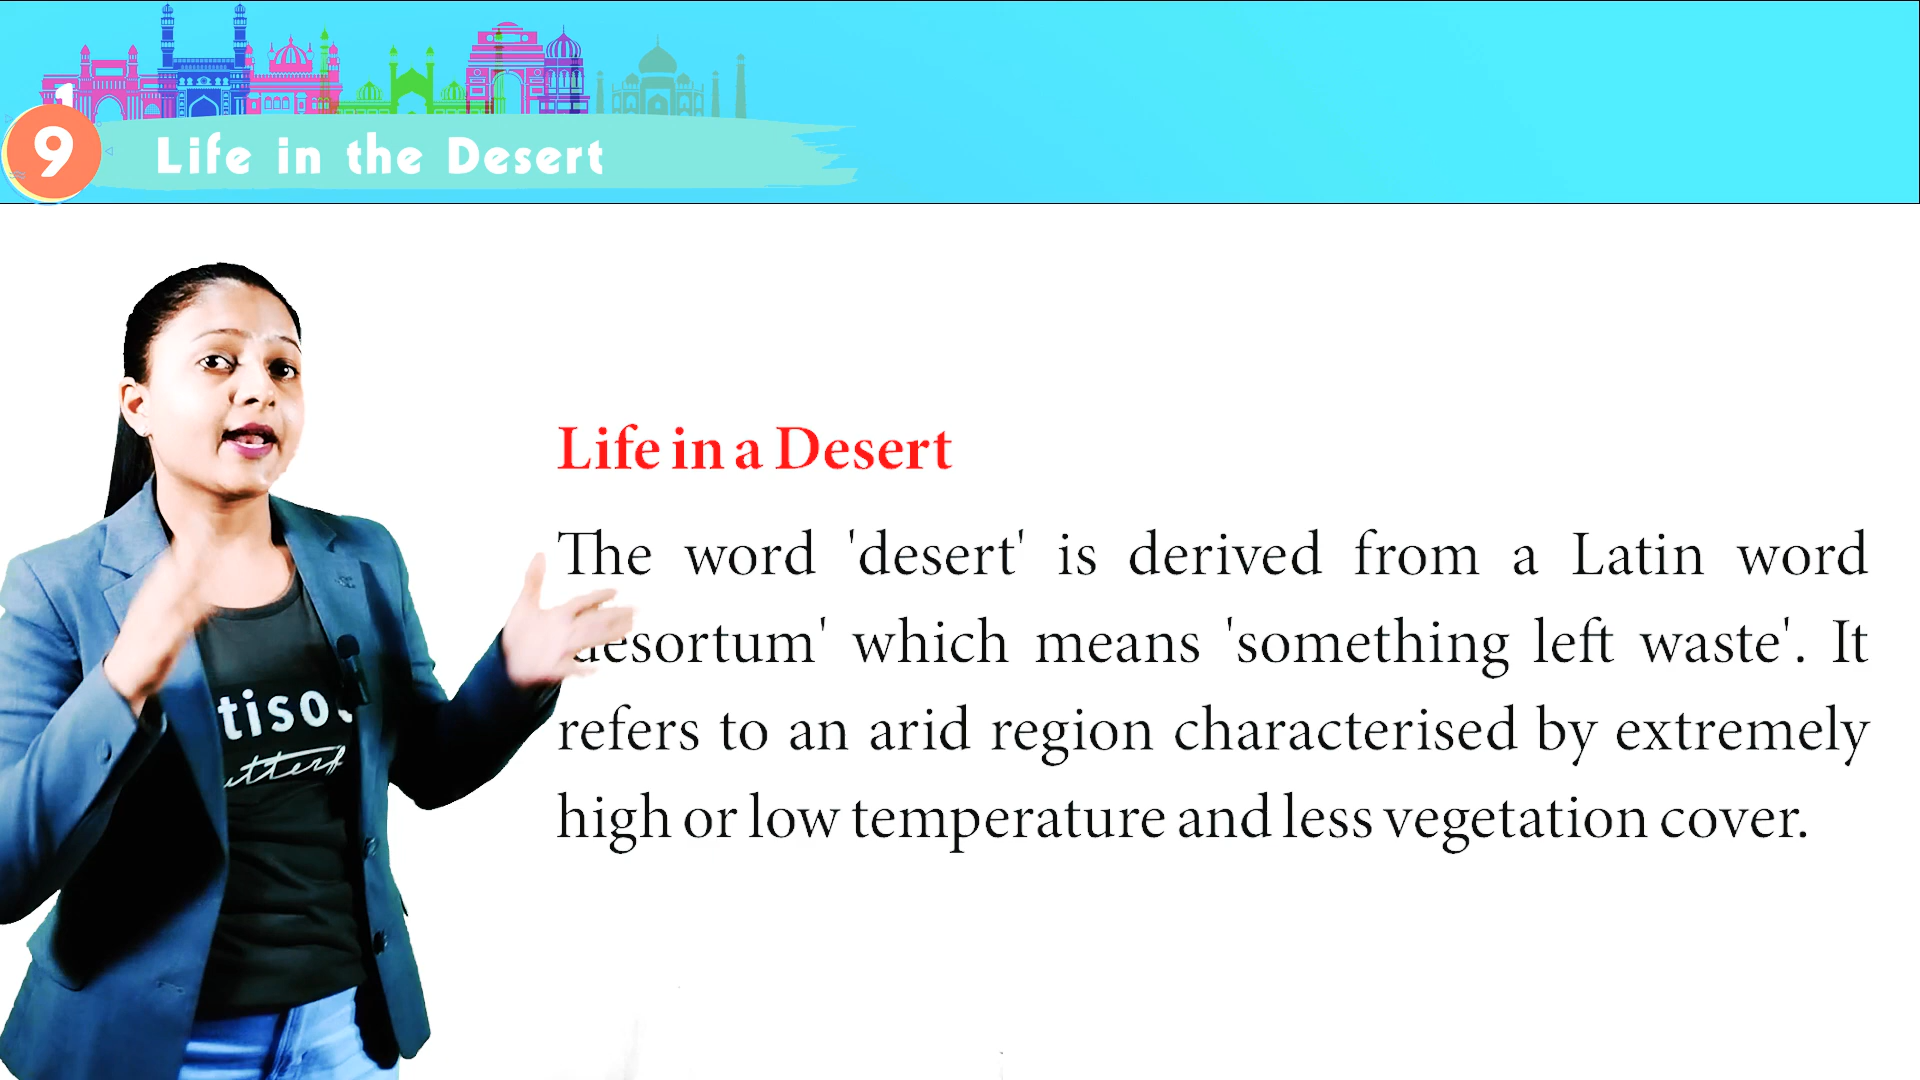 9 Life in the Desert
Life in a Desert
The word 'desert' is derived from a Latin word
which means 'something left waste'. It
refers to an arid region characterised by extremely
high or low temperature and less vegetation cover.